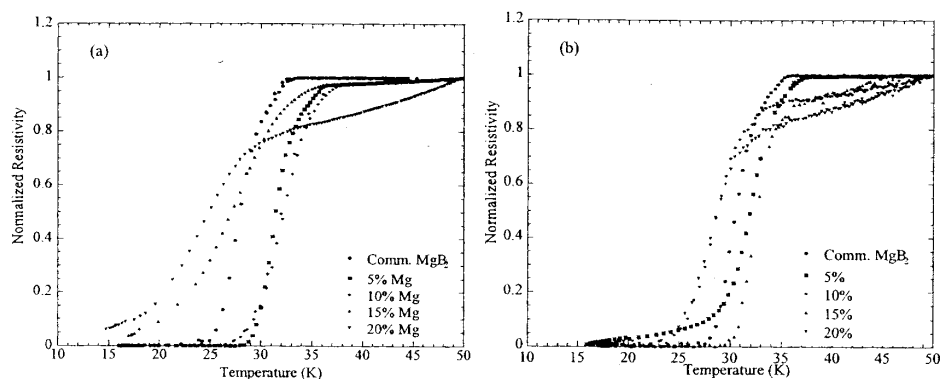 (a)
Normalized Resistivity
1.2
1
0.8
0.6
0.4
0.2
0
Comm. MgB₂
5% Mg
10% Mg
15% Mg
20% Mg
10 15 20 25 30 35 40 45 50
Temperature (K)
(b)
Normalized Resistivity
1.2
1
0.8
0.6
0.4
0.2
0
Comm. MgB₂
5%
10%
15%
20%
10 15 20 25 30 35 40 45 50
Temperature (K)